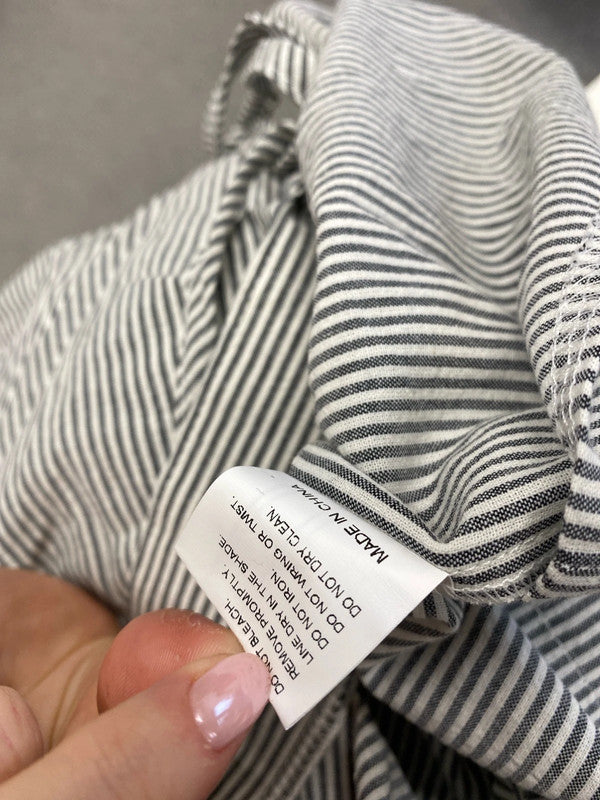 DO NOT BLEACH.
REMOVE PROMPTLY.
LINE DRY IN THE SHADE
DO NOT IRON.
DO NOT WRING OR TWIST.
DO NOT DRY CLEAN.
MADE IN CHINA